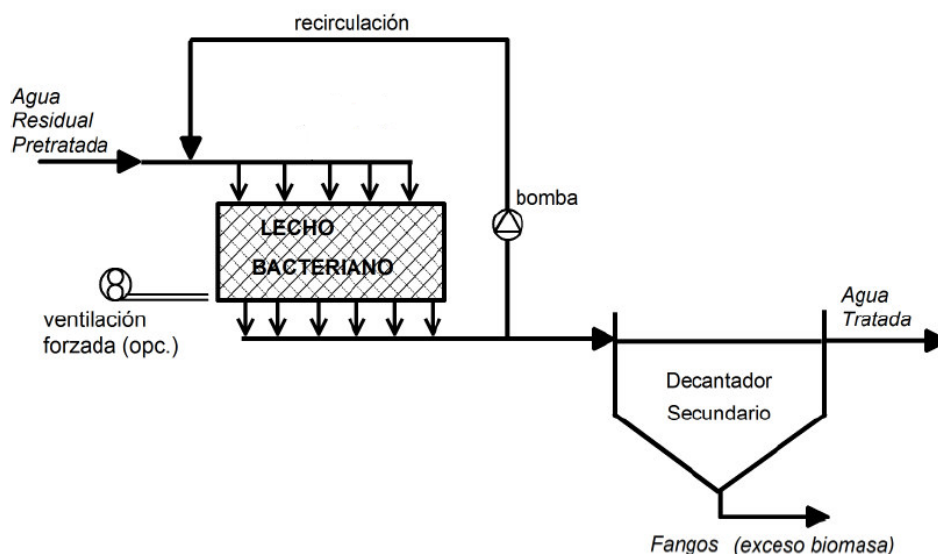 recirculación
Agua
Residual
Pretratada
bomba
LECHO
BACTERIANO
ventilación
forzada (opc.)
Agua
Tratada
Decantador
Secundario
Fangos (exceso biomasa)